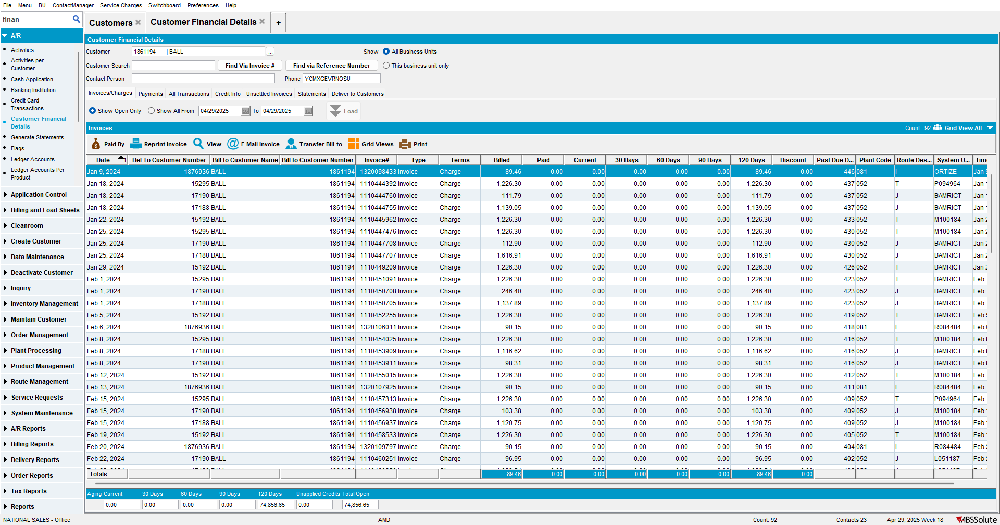 File Menu BU ContactManager Service Charges Switchboard Preferences Help
finan
Customers Customer Financial Details +
A/R
Activities
Activities per
Customer
Cash Application
Banking Institution
Credit Card
Transactions
Customer Financial
Details
Generate Statements
Flags
Ledger Accounts
Ledger Accounts Per
Product
Application Control
Billing and Load Sheets
Cleanroom
Create Customer
Data Maintenance
Deactivate Customer
Inquiry
Inventory Management
Maintain Customer
Order Management
Plant Processing
Product Management
Route Management
Service Requests
System Maintenance
A/R Reports
Billing Reports
Delivery Reports
Order Reports
Tax Reports
Reports
Customer Financial Details
Customer 1861194 | BALL ... Show All Business Units
Customer Search Find Via Invoice # Find via Reference Number This business unit only
Contact Person Phone YCMXGEVRNOSU
Invoices/Charges Payments All Transactions Credit Info Unsettled Invoices Statements Deliver to Customers
Show Open Only Show All From 04/29/2025 16 To 04/29/2025 16 Load
Invoices Count : 92 Grid View All
Paid By Reprint Invoice View E-Mail Invoice Transfer Bill-to Grid Views Print
Date 1 Del To Customer Number Bill to Customer Name Bill to Customer Number Invoice# Type Terms Billed Paid Current 30 Days 60 Days 90 Days 120 Days Discount Past Due D... Plant Code Route Des... System U... Tim
Jan 9, 2024 1876936 BALL 1861194 1320098433 Invoice Charge 89.46 0.00 0.00 0.00 0.00 0.00 89.46 0.00 446 081 I ORTIZE Jan 9
Jan 18, 2024 15295 BALL 1861194 1110444392 Invoice Charge 1,226.30 0.00 0.00 0.00 0.00 0.00 1,226.30 0.00 437 052 T P094964 Jan 1
Jan 18, 2024 17190 BALL 1861194 1110444760 Invoice Charge 111.79 0.00 0.00 0.00 0.00 0.00 111.79 0.00 437 052 J BAMRICT Jan 1
Jan 18, 2024 17188 BALL 1861194 1110444755 Invoice Charge 1,139.05 0.00 0.00 0.00 0.00 0.00 1,139.05 0.00 437 052 J BAMRICT Jan 1
Jan 22, 2024 15192 BALL 1861194 1110445962 Invoice Charge 1,226.30 0.00 0.00 0.00 0.00 0.00 1,226.30 0.00 433 052 T M100184 Jan 2
Jan 25, 2024 15295 BALL 1861194 1110447476 Invoice Charge 1,226.30 0.00 0.00 0.00 0.00 0.00 1,226.30 0.00 430 052 T M100184 Jan 2
Jan 25, 2024 17190 BALL 1861194 1110447708 Invoice Charge 112.90 0.00 0.00 0.00 0.00 0.00 112.90 0.00 430 052 J BAMRICT Jan 2
Jan 25, 2024 17188 BALL 1861194 1110447707 Invoice Charge 1,616.91 0.00 0.00 0.00 0.00 0.00 1,616.91 0.00 430 052 J BAMRICT Jan 2
Jan 29, 2024 15192 BALL 1861194 1110449209 Invoice Charge 1,226.30 0.00 0.00 0.00 0.00 0.00 1,226.30 0.00 426 052 T BAMRICT Jan 2
Feb 1, 2024 15295 BALL 1861194 1110451091 Invoice Charge 1,226.30 0.00 0.00 0.00 0.00 0.00 1,226.30 0.00 423 052 T BAMRICT Feb
Feb 1, 2024 17190 BALL 1861194 1110450708 Invoice Charge 246.40 0.00 0.00 0.00 0.00 0.00 246.40 0.00 423 052 J BAMRICT Feb
Feb 1, 2024 17188 BALL 1861194 1110450705 Invoice Charge 1,137.89 0.00 0.00 0.00 0.00 0.00 1,137.89 0.00 423 052 J BAMRICT Feb
Feb 5, 2024 15192 BALL 1861194 1110452255 Invoice Charge 1,226.30 0.00 0.00 0.00 0.00 0.00 1,226.30 0.00 419 052 T BAMRICT Feb 5
Feb 6, 2024 1876936 BALL 1861194 1320106011 Invoice Charge 90.15 0.00 0.00 0.00 0.00 0.00 90.15 0.00 418 081 I R084484 Feb
Feb 8, 2024 15295 BALL 1861194 1110454025 Invoice Charge 1,226.30 0.00 0.00 0.00 0.00 0.00 1,226.30 0.00 416 052 T M100184 Feb 8
Feb 8, 2024 17188 BALL 1861194 1110453909 Invoice Charge 1,116.62 0.00 0.00 0.00 0.00 0.00 1,116.62 0.00 416 052 J BAMRICT Feb 8
Feb 8, 2024 17190 BALL 1861194 1110453911 Invoice Charge 98.31 0.00 0.00 0.00 0.00 0.00 98.31 0.00 416 052 J BAMRICT Feb 8
Feb 12, 2024 15192 BALL 1861194 1110455015 Invoice Charge 1,226.30 0.00 0.00 0.00 0.00 0.00 1,226.30 0.00 412 052 T M100184 Feb
Feb 13, 2024 1876936 BALL 1861194 1320107925 Invoice Charge 90.15 0.00 0.00 0.00 0.00 0.00 90.15 0.00 411 081 I R084484 Feb
Feb 15, 2024 15295 BALL 1861194 1110457313 Invoice Charge 1,226.30 0.00 0.00 0.00 0.00 0.00 1,226.30 0.00 409 052 T P094964 Feb
Feb 15, 2024 17190 BALL 1861194 1110456938 Invoice Charge 103.38 0.00 0.00 0.00 0.00 0.00 103.38 0.00 409 052 J M100184 Feb
Feb 15, 2024 17188 BALL 1861194 1110456937 Invoice Charge 1,120.75 0.00 0.00 0.00 0.00 0.00 1,120.75 0.00 409 052 J M100184 Feb
Feb 19, 2024 15192 BALL 1861194 1110458533 Invoice Charge 1,226.30 0.00 0.00 0.00 0.00 0.00 1,226.30 0.00 405 052 T M100184 Feb
Feb 20, 2024 1876936 BALL 1861194 1320109797 Invoice Charge 90.15 0.00 0.00 0.00 0.00 0.00 90.15 0.00 404 081 I R084484 Feb 2
Feb 22, 2024 17190 BALL 1861194 1110460251 Invoice Charge 96.95 0.00 0.00 0.00 0.00 0.00 96.95 0.00 402 052 J L051187 Feb 2
Totals 89.46 0.00 0.00 0.00 0.00 0.00 89.46 0.00
Aging Current 30 Days 60 Days 90 Days 120 Days Unapplied Credits Total Open
0.00 0.00 0.00 0.00 74,856.65 0.00 74,856.65
NATIONAL SALES - Office AMD Count: 92 Contacts 23 Apr 29, 2025 Week 18 ABSSolute